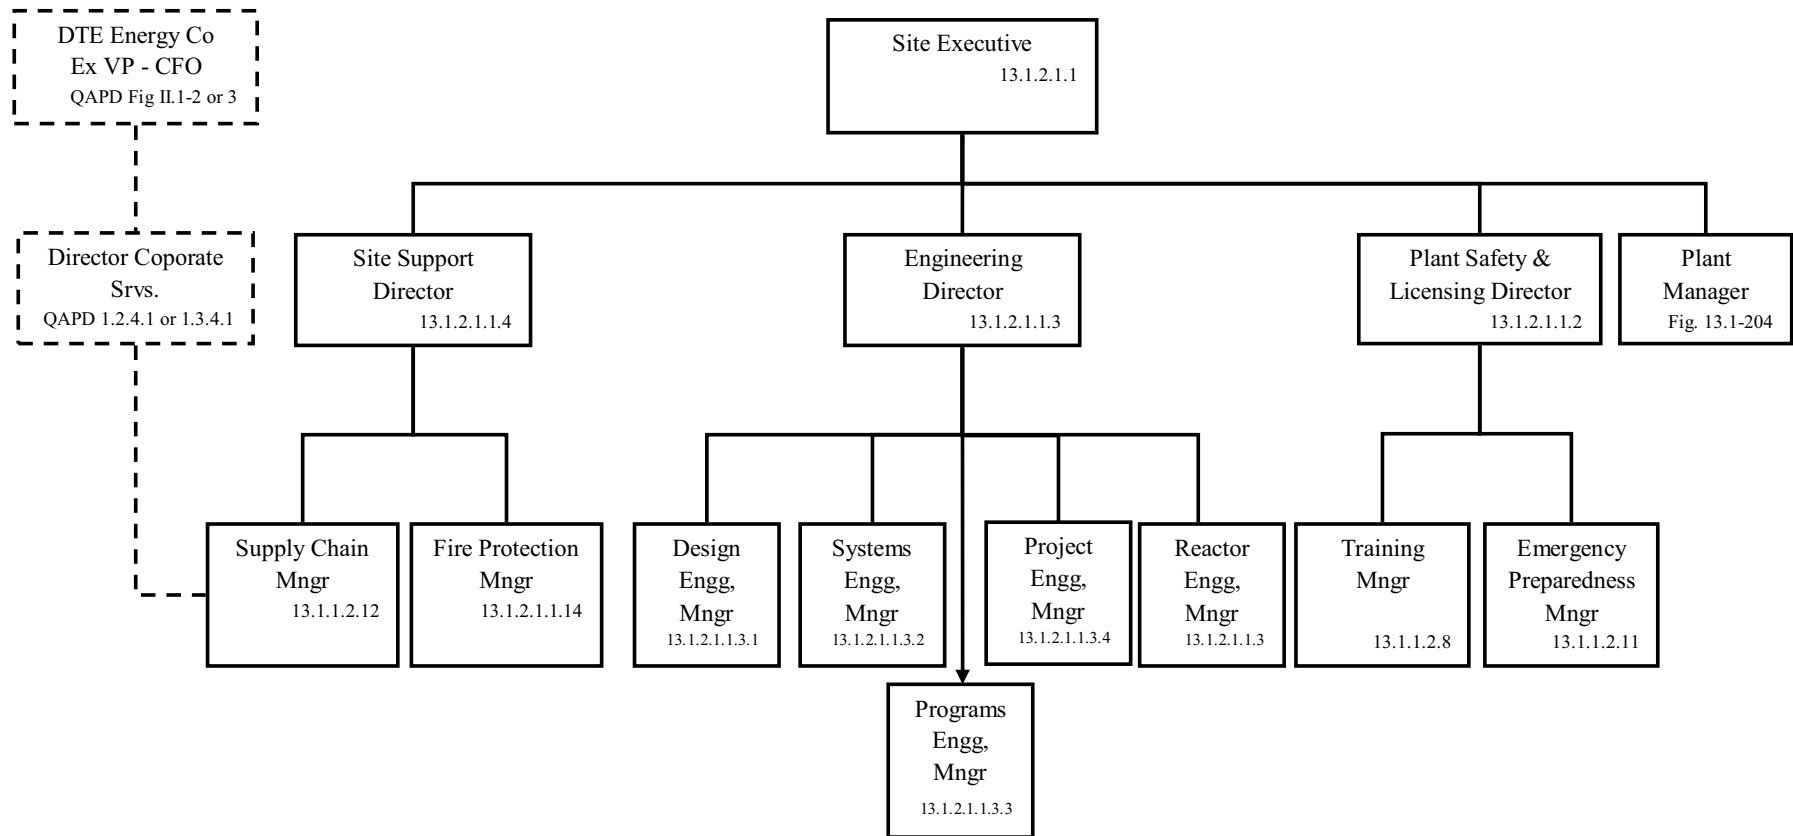 DTE Energy Co
Ex VP - CFO
QAPD Fig II.1-2 or 3
Site Executive
13.1.2.1.1
Director Coporate
Srvs.
QAPD 1.2.4.1 or 1.3.4.1
Site Support
Director
13.1.2.1.1.4
Engineering
Director
13.1.2.1.1.3
Plant Safety &
Licensing Director
13.1.2.1.1.2
Plant
Manager
Fig. 13.1-204
Supply Chain
Mngr
13.1.1.2.12
Fire Protection
Mngr
13.1.2.1.1.14
Design
Engg,
Mngr
13.1.2.1.1.3.1
Systems
Engg,
Mngr
13.1.2.1.1.3.2
Project
Engg,
Mngr
13.1.2.1.1.3.4
Reactor
Engg,
Mngr
13.1.2.1.1.3
Training
Mngr
13.1.1.2.8
Emergency
Preparedness
Mngr
13.1.1.2.11
Programs
Engg,
Mngr
13.1.2.1.1.3.3